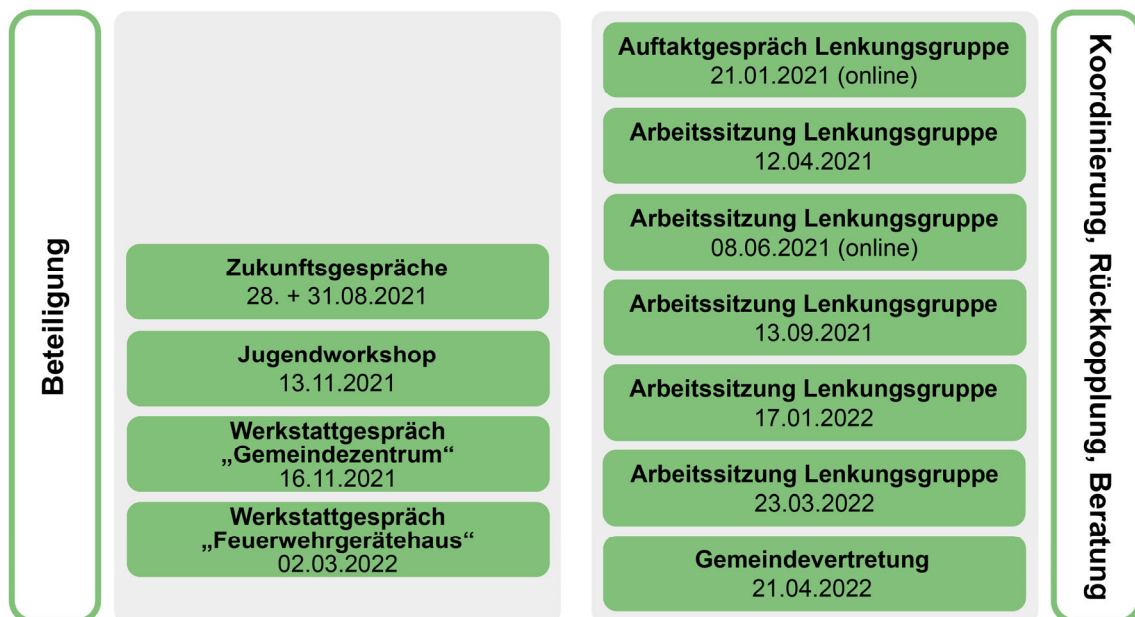 Beteiligung
Zukunftsgespräche
28. + 31.08.2021
Jugendworkshop
13.11.2021
Werkstattgespräch
„Gemeindezentrum“
16.11.2021
Werkstattgespräch
„Feuerwehrgerätehaus“
02.03.2022
Auftaktgespräch Lenkungsgruppe
21.01.2021 (online)
Arbeitssitzung Lenkungsgruppe
12.04.2021
Arbeitssitzung Lenkungsgruppe
08.06.2021 (online)
Arbeitssitzung Lenkungsgruppe
13.09.2021
Arbeitssitzung Lenkungsgruppe
17.01.2022
Arbeitssitzung Lenkungsgruppe
23.03.2022
Gemeindevertretung
21.04.2022
Koordinierung, Rückkopplung, Beratung